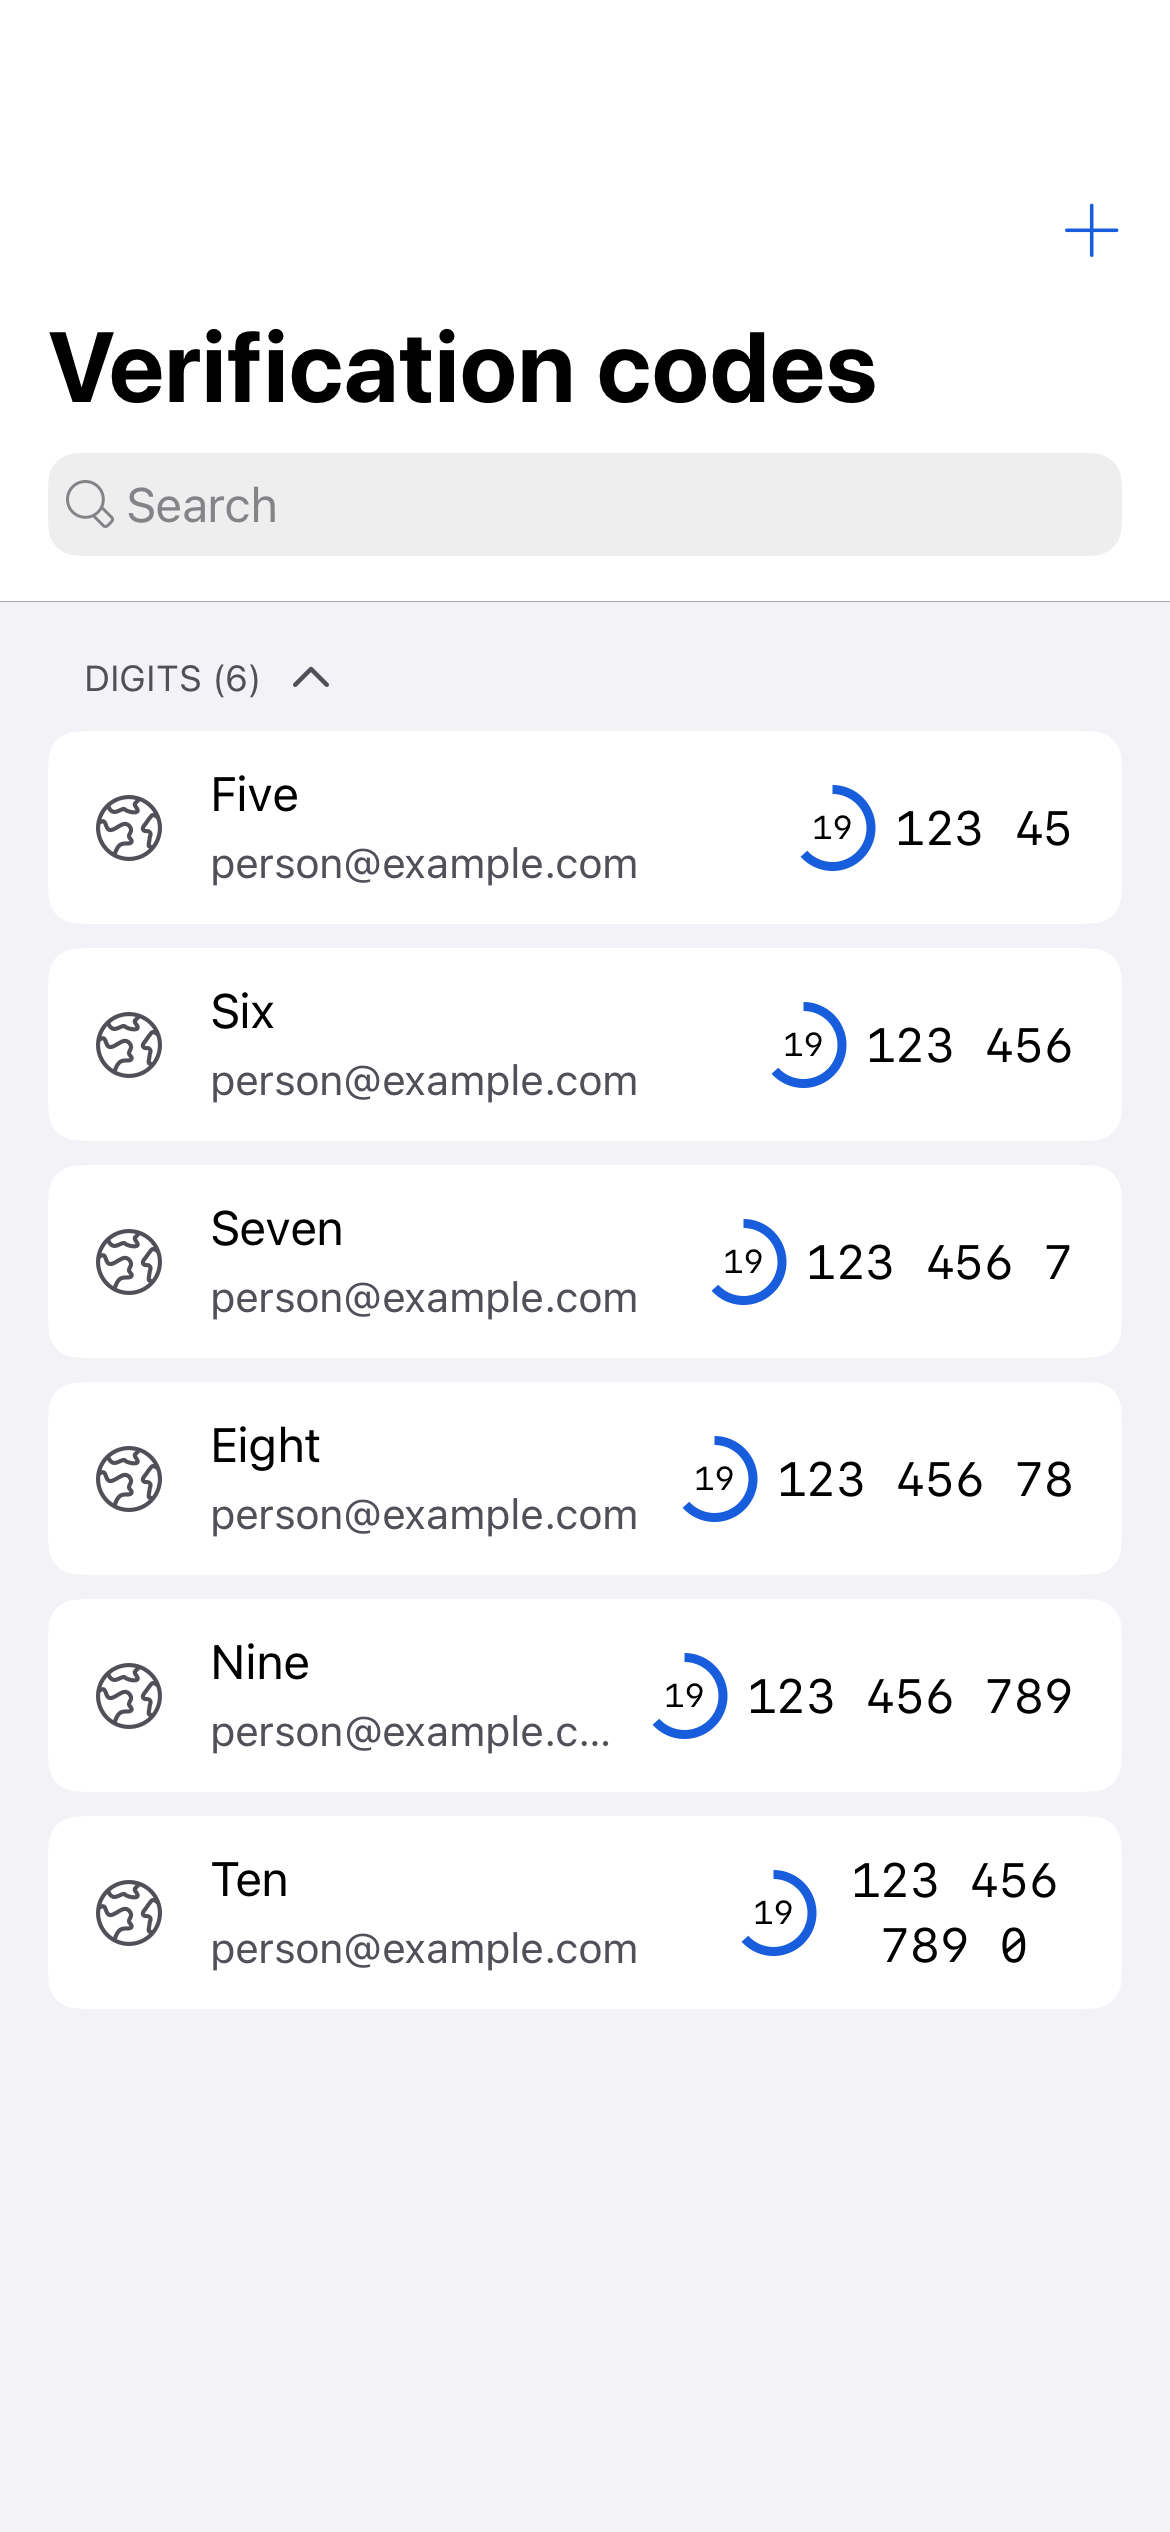 Verification codes
Search
DIGITS (6)
Five
person@example.com
19
123 45
Six
person@example.com
19
123 456
Seven
person@example.com
19
123 456 7
Eight
person@example.com
19
123 456 78
Nine
person@example.c...
19
123 456 789
Ten
person@example.com
19
123 456
789 0